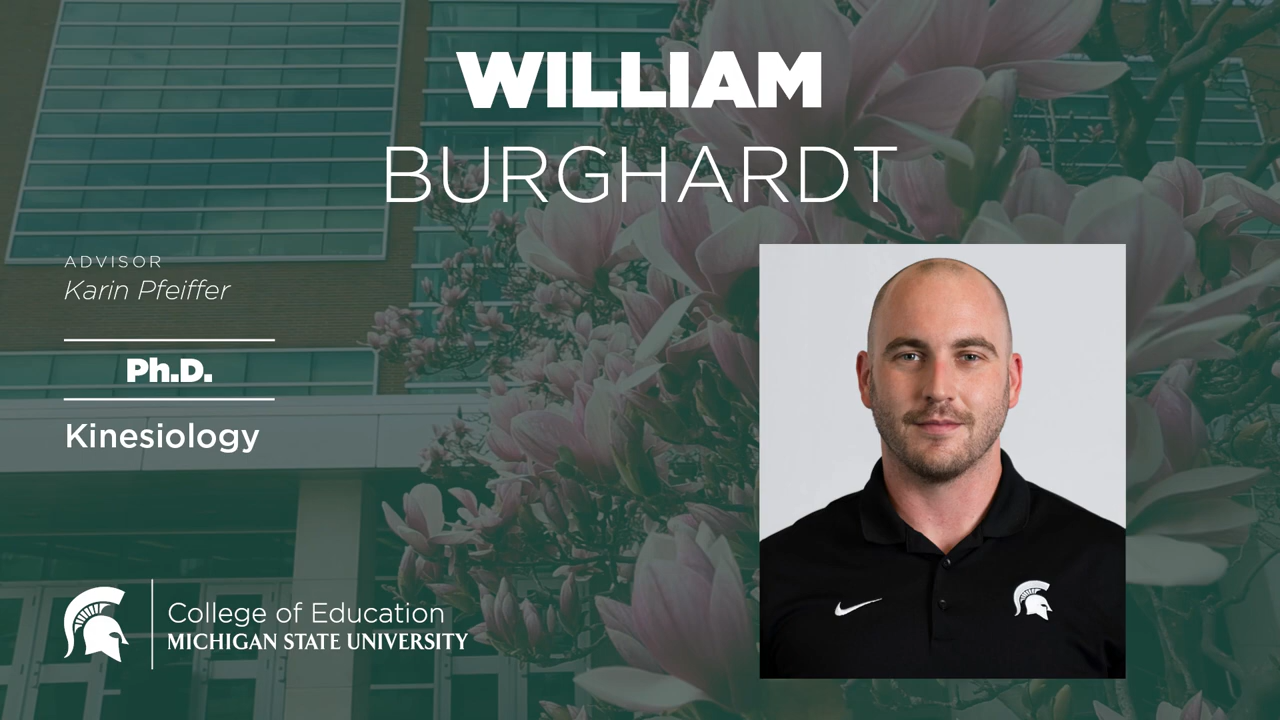 WILLIAM
BURGHARDT
ADVISOR
Karin Pfeiffer
Ph.D.
Kinesiology
College of Education
MICHIGAN STATE UNIVERSITY